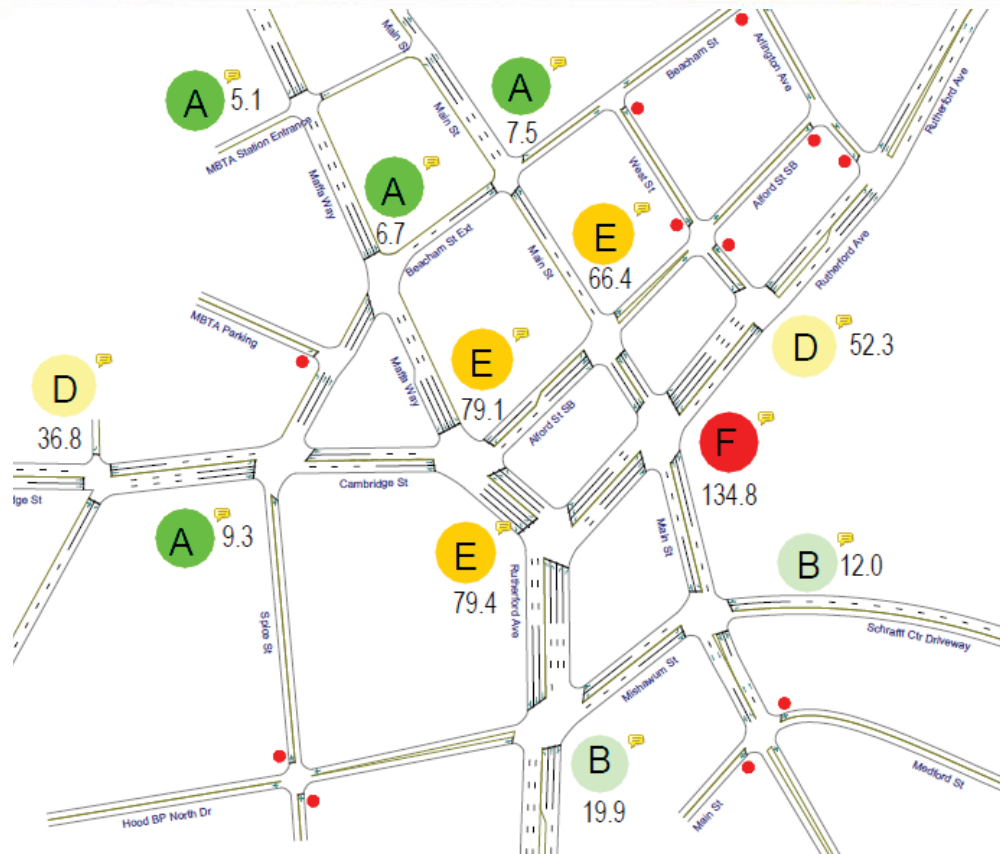 Main St
Beacham St
Arlington Ave
Rutherford Ave
A
5.1
A
7.5
Main St
MBTA Station Entrance
Maffa Way
A
6.7
West St
Alford St SB
Beacham St Ext
Main St
E
66.4
Rutherford Ave
MBTA Parking
D
52.3
D
36.8
Maffa Way
E
79.1
Alford St SB
F
134.8
dge St
Cambridge St
A
9.3
E
79.4
Main St
B
12.0
Rutherford Ave
Spice St
Schrafft Ctr Driveway
Mishawum St
B
19.9
Medford St
Main St
Hood BP North Dr